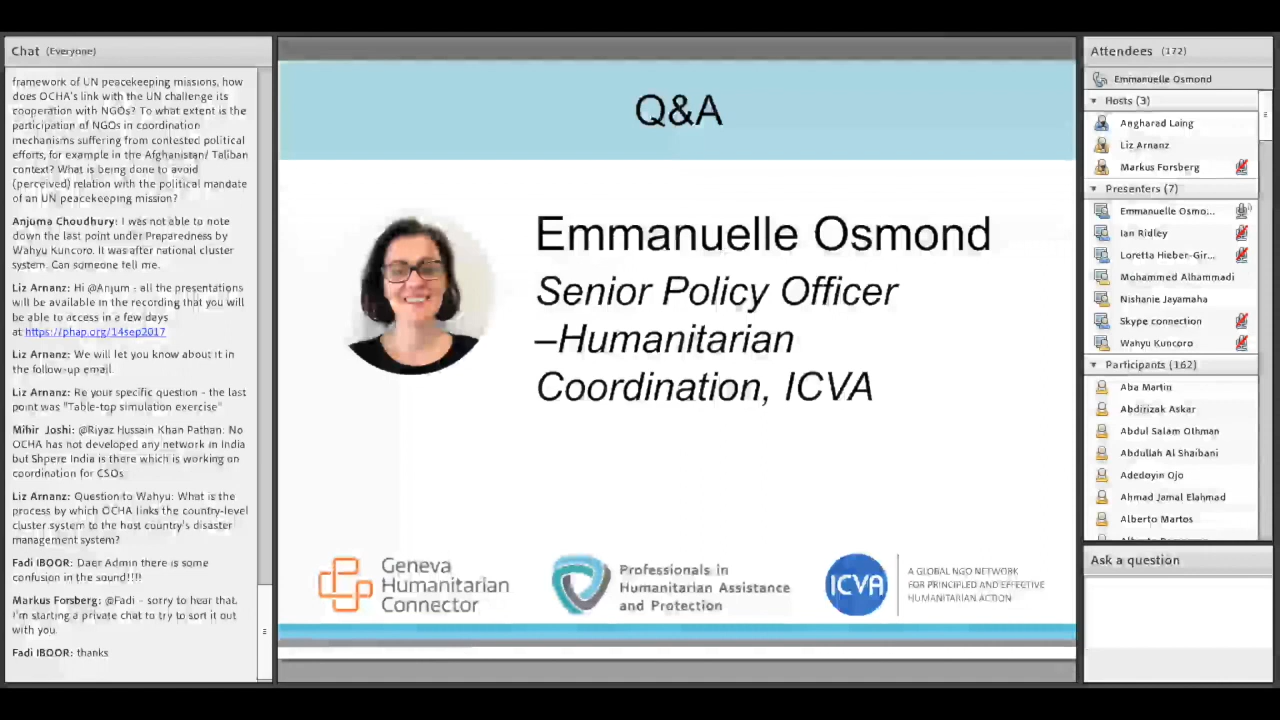 Chat (Everyone)
framework of UN peacekeeping missions, how
does OCHA's link with the UN challenge its
cooperation with NGOs? To what extent is the
participation of NGOs in coordination
mechanisms suffering from contested political
efforts, for example in the Afghanistan/ Taliban
context? What is being done to avoid
(perceived) relation with the political mandate
of an UN peacekeeping mission?
Anjuma Choudhury: I was not able to note
down the last point under Preparedness by
Wahyu Kuncoro. It was after national cluster
system. Can someone tell me.
Liz Arnanz: Hi @Anjum - all the presentations
will be available in the recording that you will
be able to access in a few days
at https://phap.org/14sep2017
Liz Arnanz: We will let you know about it in
the follow-up email.
Liz Arnanz: Re your specific question - the last
point was "Table-top simulation exercise"
Mihir Joshi: @Riyaz Hussain Khan Pathan: No
OCHA has not developed any network in India
but Shpere India is there which is working on
coordination for CSOs
Liz Arnanz: Question to Wahyu: What is the
process by which OCHA links the country-level
cluster system to the host country's disaster
management system?
Fadi IBOOR: Daer Admin there is some
confusion in the sound!!!!
Markus Forsberg: @Fadi - sorry to hear that.
I'm starting a private chat to try to sort it out
with you.
Fadi IBOOR: thanks
Q&A
Emmanuelle Osmond
Senior Policy Officer
–Humanitarian
Coordination, ICVA
Geneva
Humanitarian
Connector
Professionals in
Humanitarian Assistance
and Protection
ICVA
A GLOBAL NGO NETWORK
FOR PRINCIPLED AND EFFECTIVE
HUMANITARIAN ACTION
Attendees (172)
Emmanuelle Osmond
Hosts (3)
Angharad Laing
Liz Arnanz
Markus Forsberg
Presenters (7)
Emmanuelle Osmo...
Ian Ridley
Loretta Hieber-Gir...
Mohammed Alhammadi
Nishanie Jayamaha
Skype connection
Wahyu Kuncoro
Participants (162)
Aba Martin
Abdirizak Askar
Abdul Salam Othman
Abdullah Al Shaibani
Adedoyin Ojo
Ahmad Jamal Elahmad
Alberto Martos
Ask a question